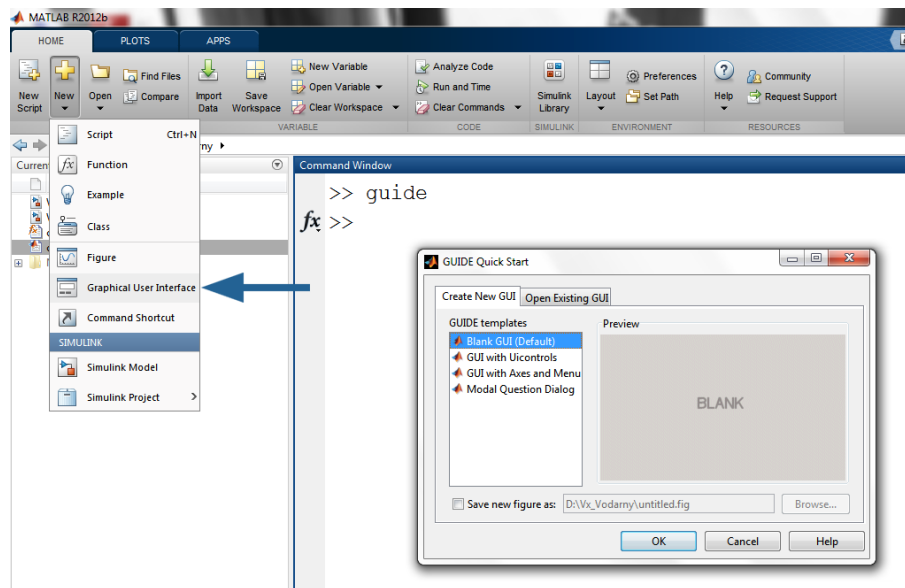 MATLAB R2012b
HOME PLOTS APPS
New Script
New
Open
Find Files
Compare
Import Data
Save Workspace
New Variable
Open Variable
Clear Workspace
Analyze Code
Run and Time
Clear Commands
Simulink Library
Layout
Preferences
Set Path
Help
Community
Request Support
VARIABLE CODE SIMULINK ENVIRONMENT RESOURCES
Script Ctrl+N
Function
Example
Class
Figure
Graphical User Interface
Command Shortcut
SIMULINK
Simulink Model
Simulink Project
Command Window
>> guide
fx >>
GUIDE Quick Start
Create New GUI Open Existing GUI
GUIDE templates
Blank GUI (Default)
GUI with Uicontrols
GUI with Axes and Menu
Modal Question Dialog
Preview
BLANK
Save new figure as: D:\Vx_Vodarny\untitled.fig Browse...
OK Cancel Help